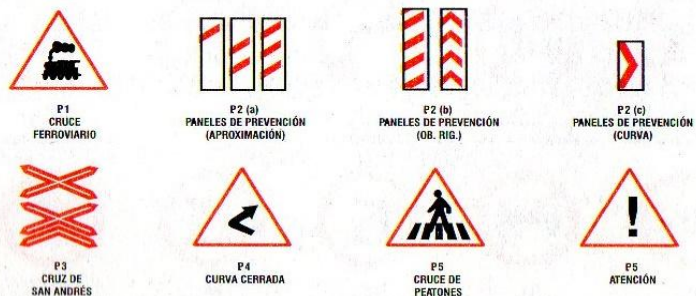 P1
CRUCE
FERROVIARIO
P2 (a)
PANELES DE PREVENCIÓN
(APROXIMACIÓN)
P2 (b)
PANELES DE PREVENCIÓN
(OB. RIG.)
P2 (c)
PANELES DE PREVENCIÓN
(CURVA)
P3
CRUZ DE
SAN ANDRÉS
P4
CURVA CERRADA
P5
CRUCE DE
PEATONES
P5
ATENCIÓN